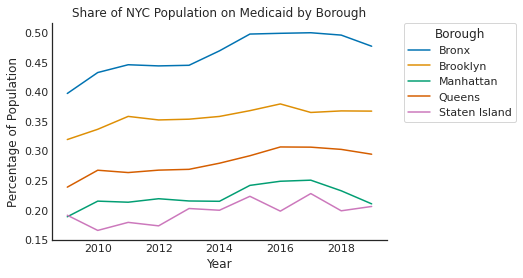 Share of NYC Population on Medicaid by Borough
Percentage of Population
0.50
0.45
0.40
0.35
0.30
0.25
0.20
0.15
2010
2012
2014
2016
2018
Year
Borough
Bronx
Brooklyn
Manhattan
Queens
Staten Island